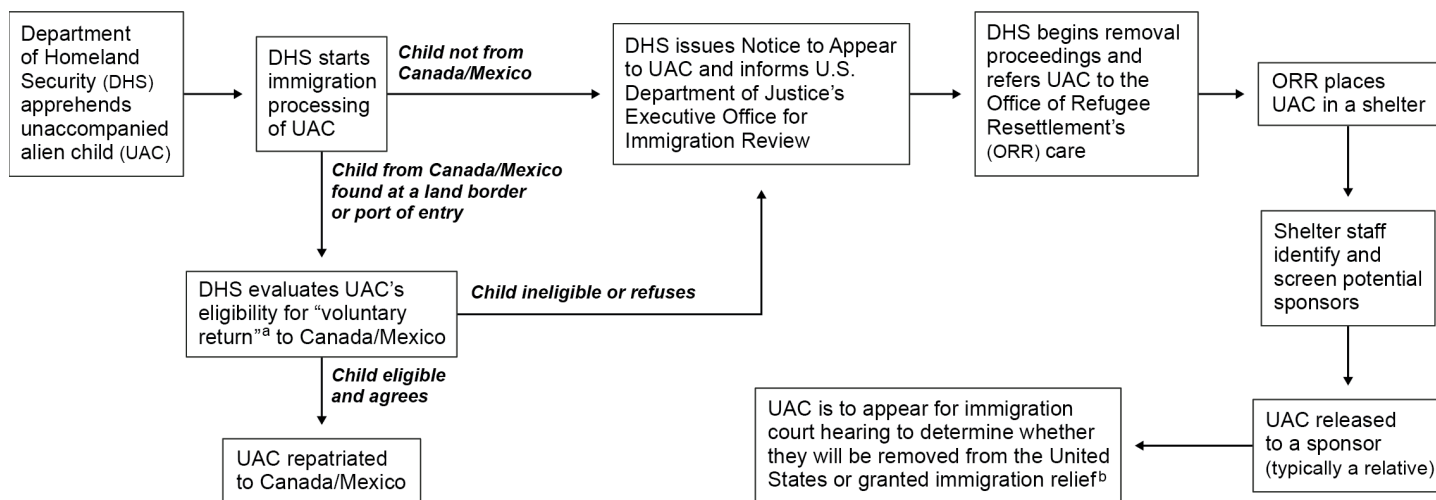 Department
of Homeland
Security (DHS)
apprehends
unaccompanied
alien child (UAC)
DHS starts
immigration
processing
of UAC
Child not from
Canada/Mexico
DHS issues Notice to Appear
to UAC and informs U.S.
Department of Justice’s
Executive Office for
Immigration Review
DHS begins removal
proceedings and
refers UAC to the
Office of Refugee
Resettlement’s
(ORR) care
ORR places
UAC in a shelter
Child from Canada/Mexico
found at a land border
or port of entry
Shelter staff
identify and
screen potential
sponsors
DHS evaluates UAC’s
eligibility for “voluntary
return”a to Canada/Mexico
Child ineligible or refuses
Child eligible
and agrees
UAC repatriated
to Canada/Mexico
UAC released
to a sponsor
(typically a relative)
UAC is to appear for immigration
court hearing to determine whether
they will be removed from the United
States or granted immigration reliefb